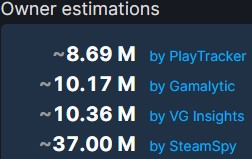 Owner estimations
~8.69 M by PlayTracker
~10.17 M by Gamalytic
~10.36 M by VG Insights
~37.00 M by SteamSpy